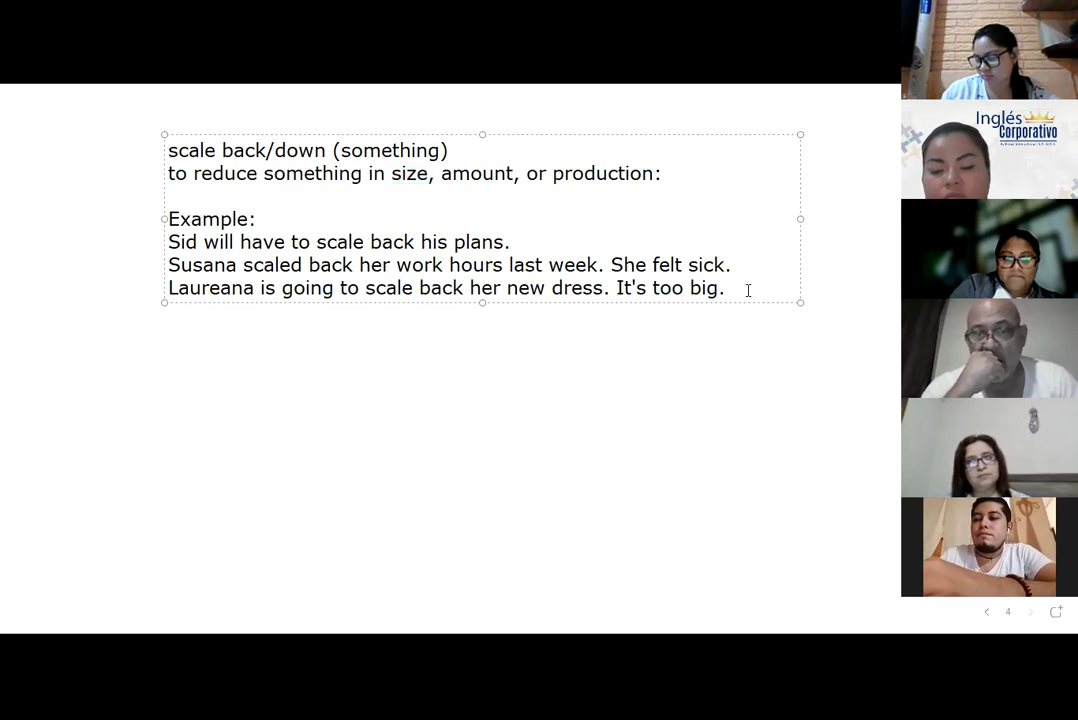 scale back/down (something)
to reduce something in size, amount, or production:
Example:
Sid will have to scale back his plans.
Susana scaled back her work hours last week. She felt sick.
Laureana is going to scale back her new dress. It's too big.
Inglés
Corporativo
4